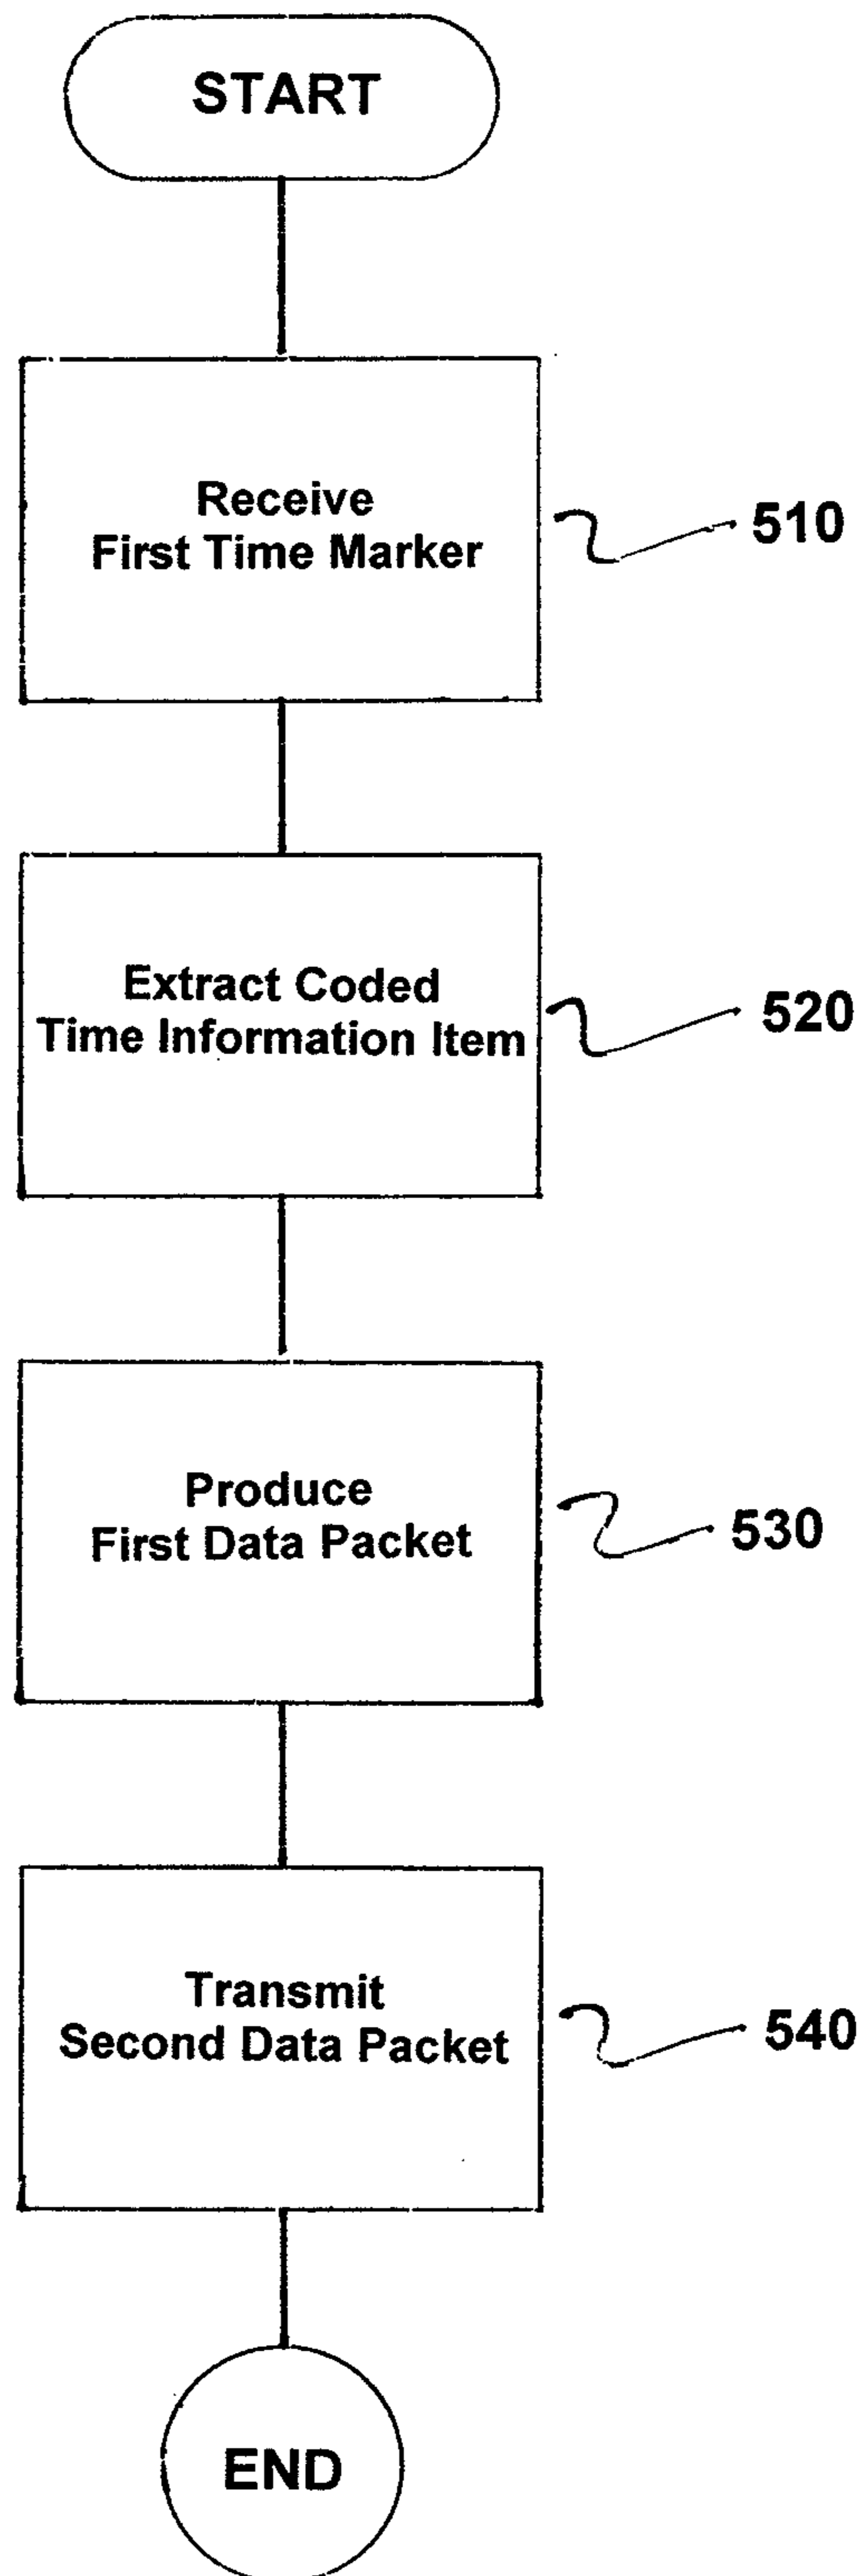 START
Receive
First Time Marker
510
Extract Coded
Time Information Item
520
Produce
First Data Packet
530
Transmit
Second Data Packet
540
END